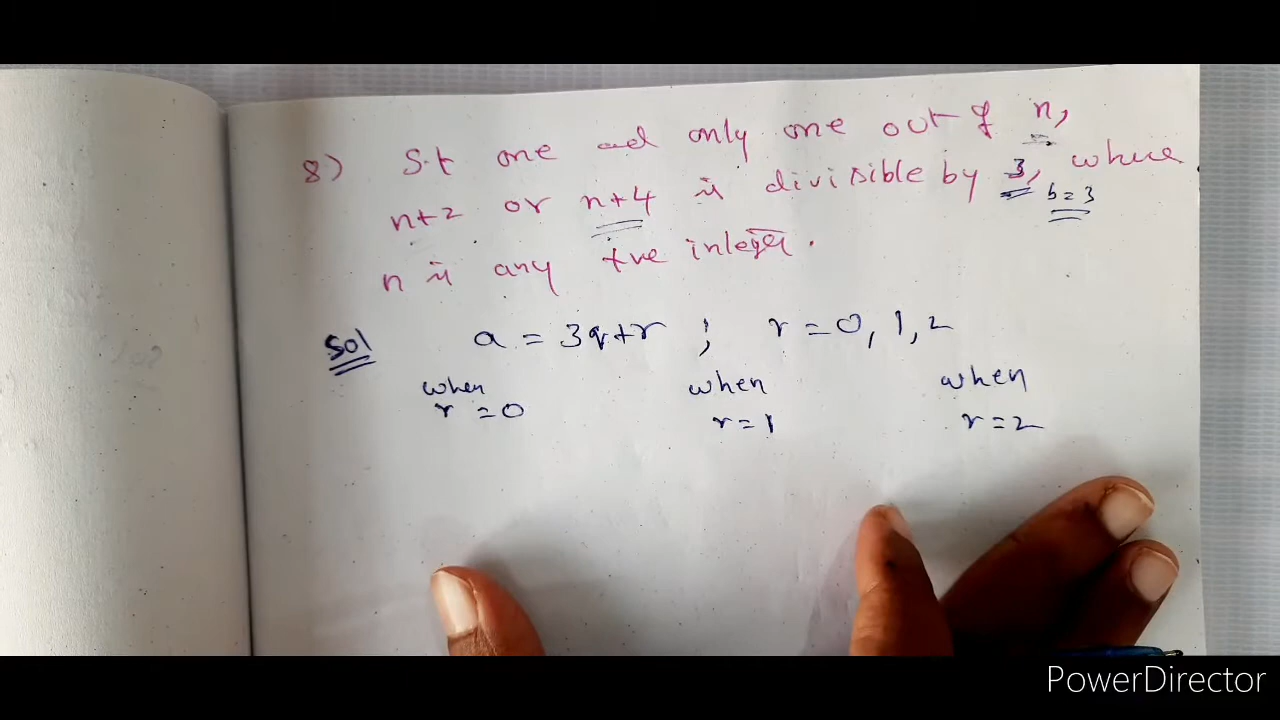 8) S.t one and only one out of n,
n+2 or n+4 is divisible by 3, where
b=3
n is any +ve integer.
Sol a = 3q+r ; r = 0, 1, 2
when when when
r = 0 r = 1 r = 2
PowerDirector